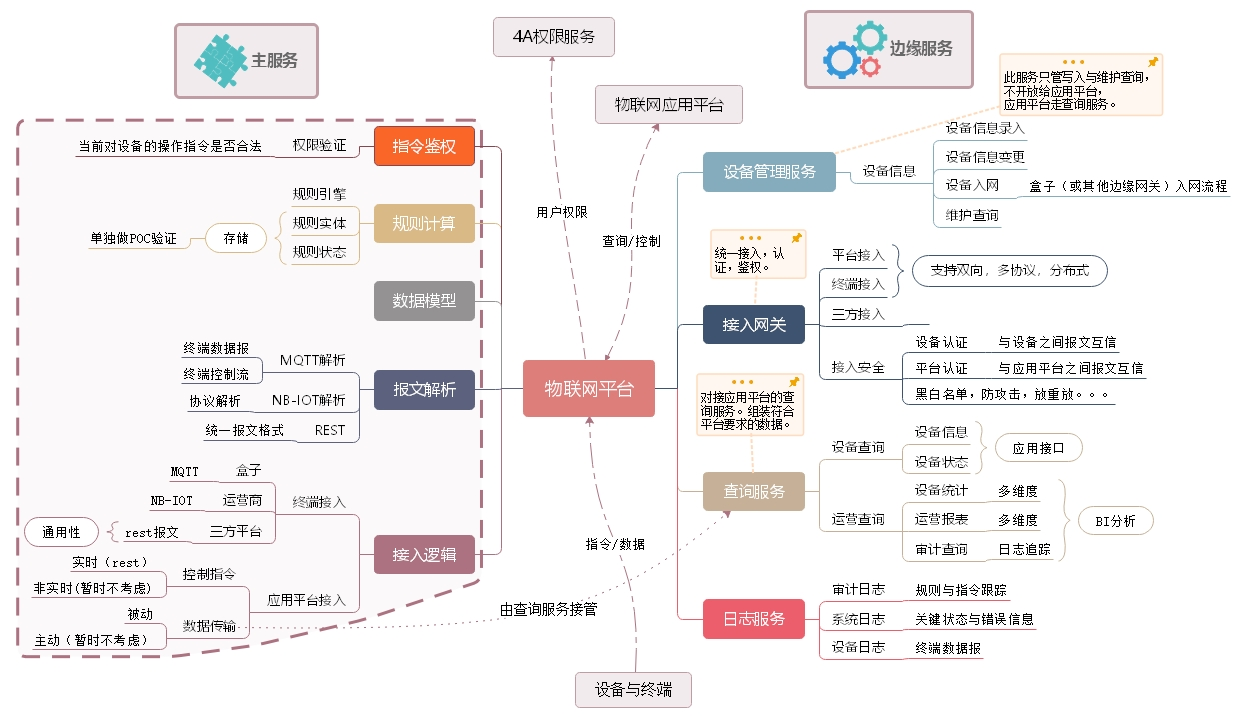 主服务
4A权限服务
边缘服务
物联网应用平台
此服务只管写入与维护查询，
不开放给应用平台，
应用平台走查询服务。
用户权限
查询/控制
物联网平台
指令/数据
设备与终端
由查询服务接管
指令鉴权
权限验证
当前对设备的操作指令是否合法
规则计算
规则引擎
规则实体
规则状态
存储
单独做POC验证
数据模型
报文解析
MQTT解析
终端数据报
终端控制流
NB-IOT解析
协议解析
REST
统一报文格式
接入逻辑
终端接入
盒子
MQTT
运营商
NB-IOT
三方平台
rest报文
通用性
应用平台接入
控制指令
实时（rest）
非实时(暂时不考虑)
数据传输
被动
主动（暂时不考虑）
设备管理服务
设备信息
设备信息录入
设备信息变更
设备入网
盒子（或其他边缘网关）入网流程
维护查询
统一接入，认
证，鉴权。
接入网关
平台接入
终端接入
支持双向，多协议，分布式
三方接入
接入安全
设备认证
与设备之间报文互信
平台认证
与应用平台之间报文互信
黑白名单，防攻击，放重放。。。
对接应用平台的查
询服务。组装符合
平台要求的数据。
查询服务
设备查询
设备信息
设备状态
应用接口
运营查询
设备统计
多维度
运营报表
多维度
审计查询
日志追踪
BI分析
日志服务
审计日志
规则与指令跟踪
系统日志
关键状态与错误信息
设备日志
终端数据报